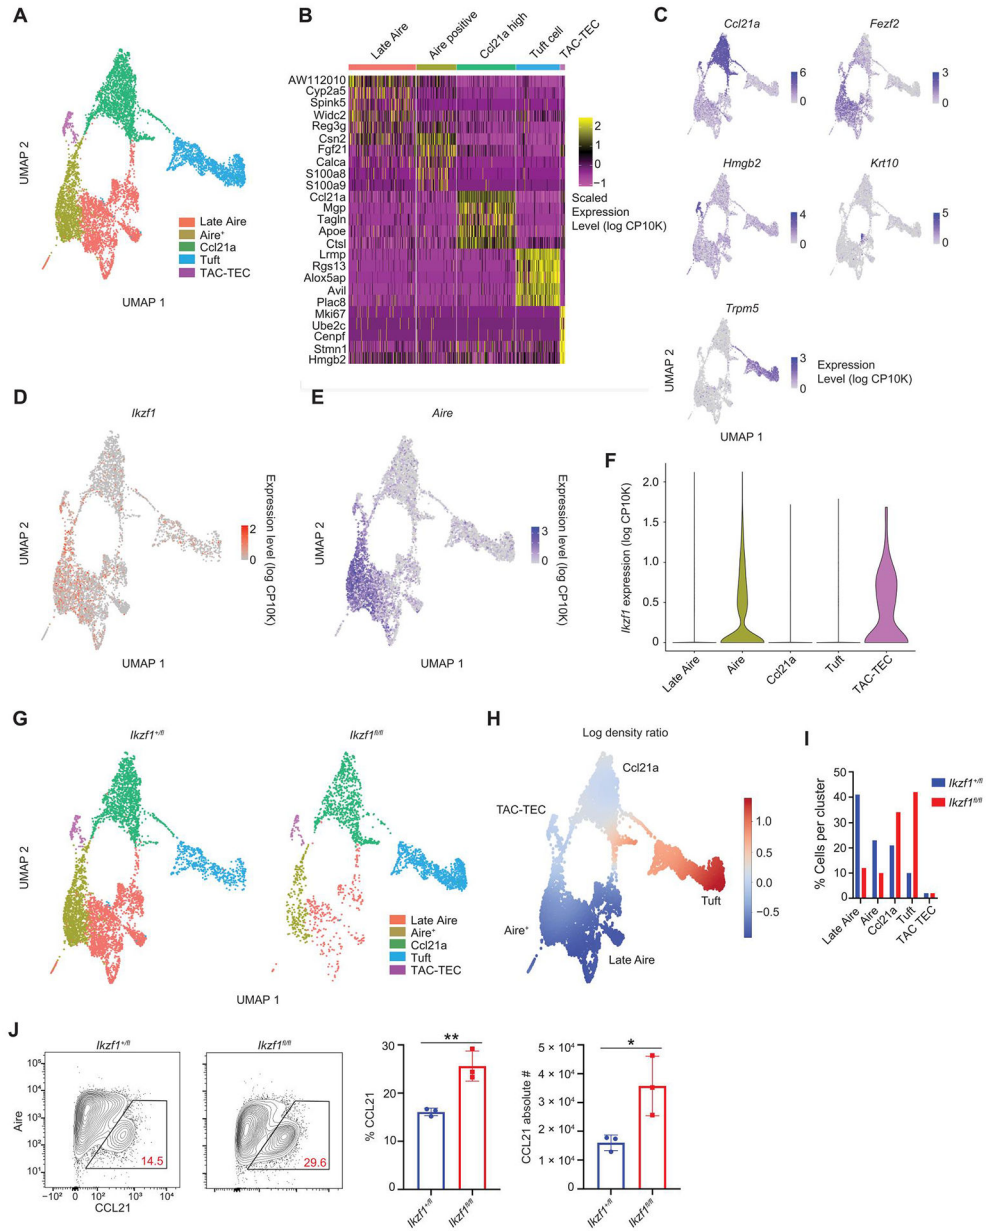 A
UMAP 2
UMAP 1
Late Aire
Aire⁺
Ccl21a
Tuft
TAC-TEC
B
Late Aire
Aire positive
Ccl21a high
Tuft cell
TAC-TEC
AW112010
Cyp2a5
Spink5
Widc2
Reg3g
Csn2
Fgf21
Calca
S100a8
S100a9
Ccl21a
Mgp
Tagln
Apoe
Ctsl
Lrmp
Rgs13
Alox5ap
Avil
Plac8
Mki67
Ube2c
Cenpf
Stmn1
Hmgb2
2
1
0
−1
Scaled
Expression
Level (log CP10K)
C
Ccl21a
6
0
Fezf2
3
0
Hmgb2
4
0
Krt10
5
0
Trpm5
3
0
Expression
Level (log CP10K)
UMAP 2
UMAP 1
D
Ikzf1
UMAP 2
UMAP 1
2
0
Expression level (log CP10K)
E
Aire
UMAP 2
UMAP 1
3
0
Expression level (log CP10K)
F
Ikzf1 expression (log CP10K)
2.0
1.5
1.0
0.5
0
Late Aire
Aire
Ccl21a
Tuft
TAC-TEC
G
Ikzf1+/fl
Ikzf1fl/fl
UMAP 2
UMAP 1
Late Aire
Aire⁺
Ccl21a
Tuft
TAC-TEC
H
Log density ratio
Ccl21a
TAC-TEC
Tuft
Aire⁺
Late Aire
1.0
0.5
0.0
−0.5
I
% Cells per cluster
50
40
30
20
10
0
Late Aire
Aire
Ccl21a
Tuft
TAC TEC
Ikzf1+/fl
Ikzf1fl/fl
J
Ikzf1+/fl
Ikzf1fl/fl
Aire
10⁵
10⁴
10³
10²
10¹
14.5
29.6
−10² 0 10² 10³ 10⁴
CCL21
% CCL21
30
20
10
0
**
Ikzf1+/fl
Ikzf1fl/fl
CCL21 absolute #
5 × 10⁴
4 × 10⁴
3 × 10⁴
2 × 10⁴
1 × 10⁴
0
*
Ikzf1+/fl
Ikzf1fl/fl